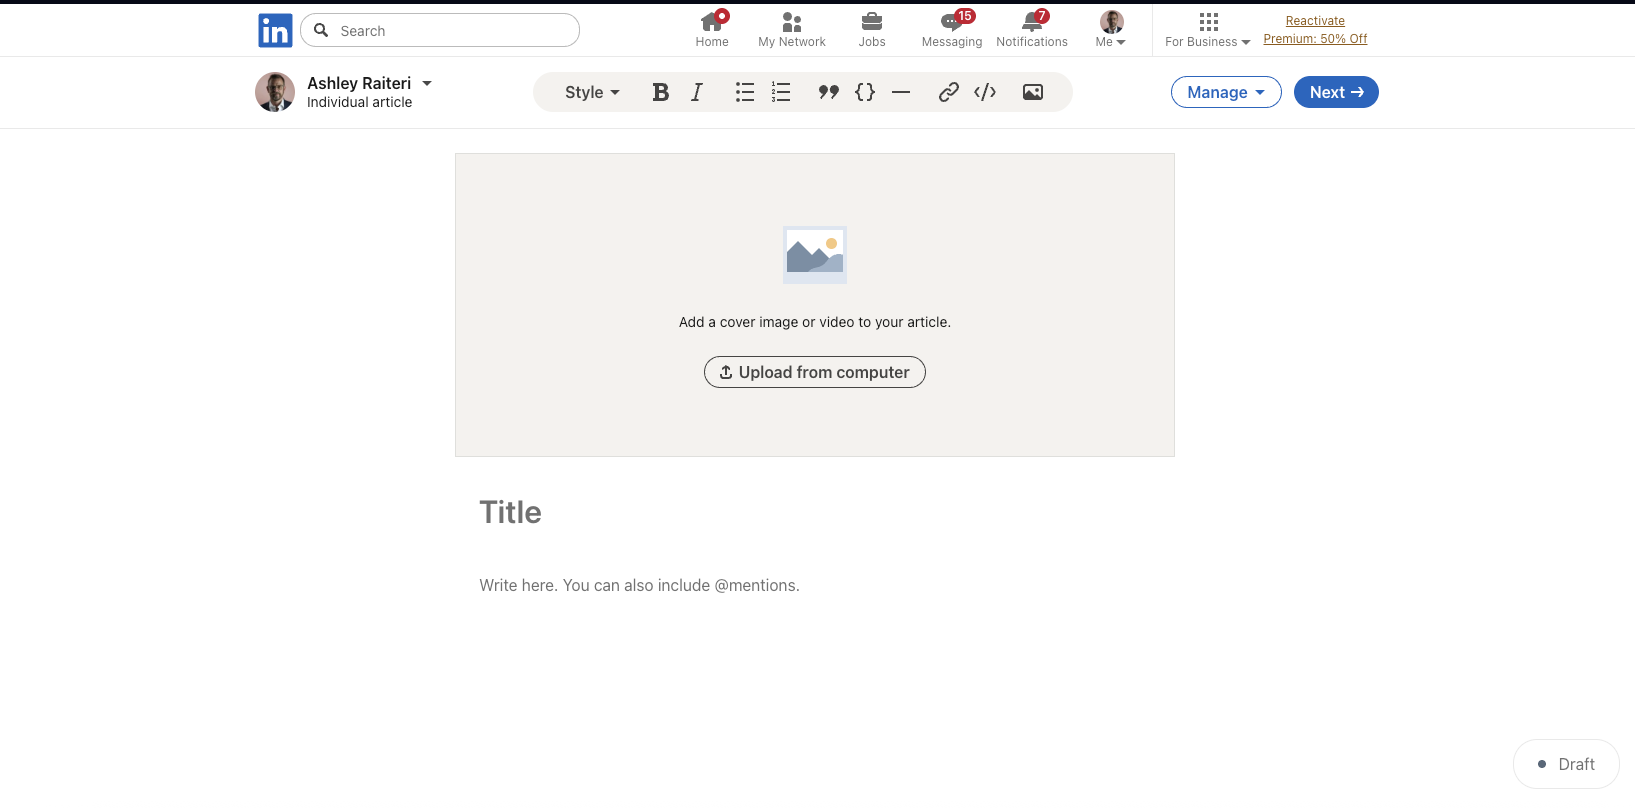 in
Search
Home
My Network
Jobs
15
Messaging
7
Notifications
Me
For Business
Reactivate
Premium: 50% Off
Ashley Raiteri
Individual article
Style
B
I
Manage
Next →
Add a cover image or video to your article.
Upload from computer
Title
Write here. You can also include @mentions.
Draft